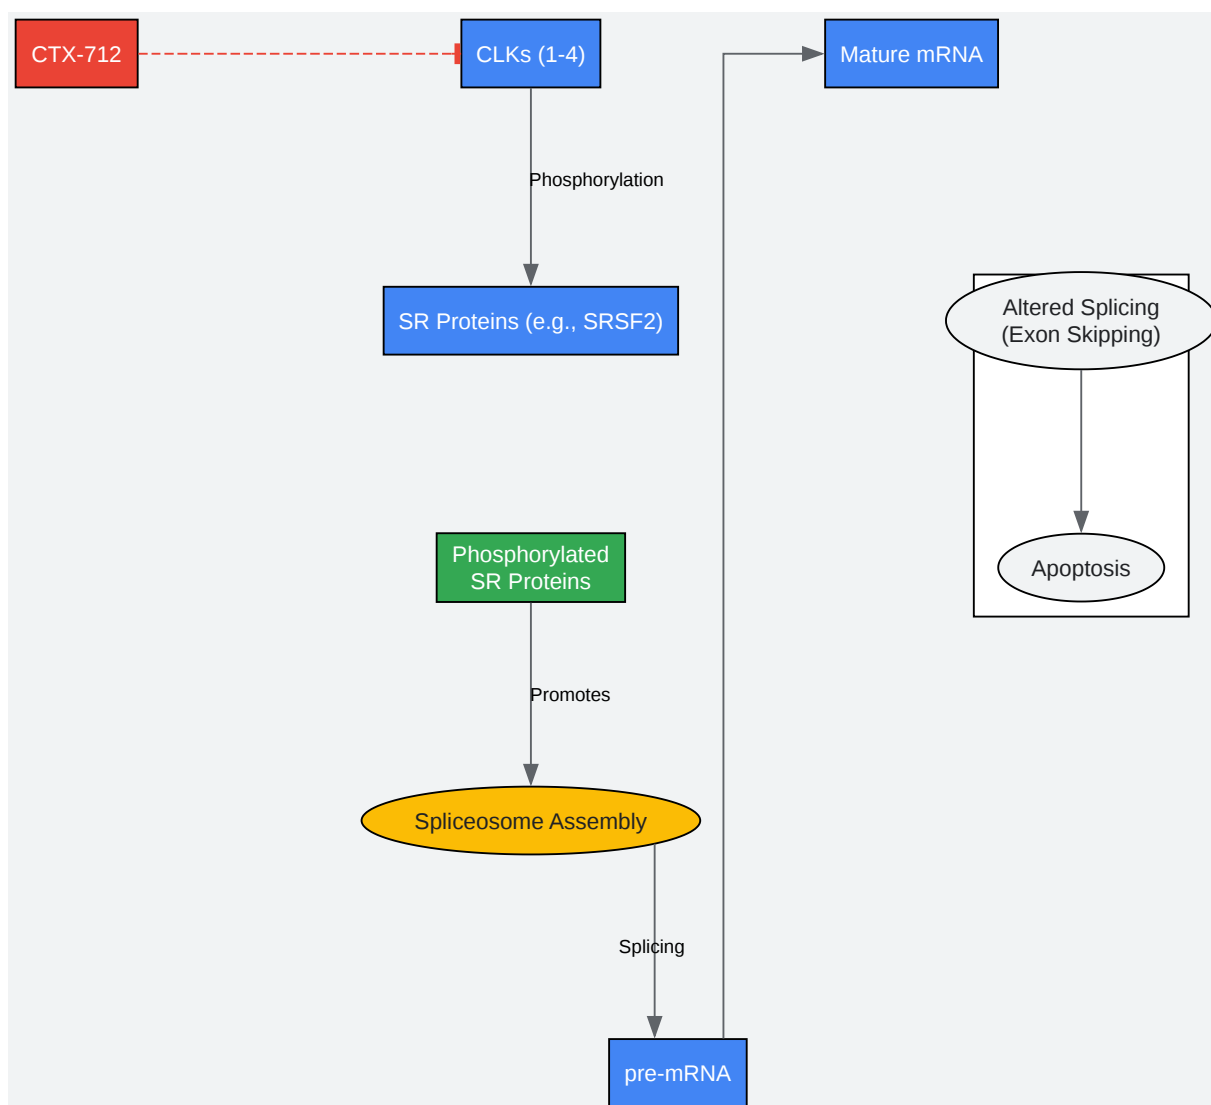 CTX-712
CLKs (1-4)
Mature mRNA
Phosphorylation
SR Proteins (e.g., SRSF2)
Altered Splicing
(Exon Skipping)
Phosphorylated
SR Proteins
Apoptosis
Promotes
Spliceosome Assembly
Splicing
pre-mRNA